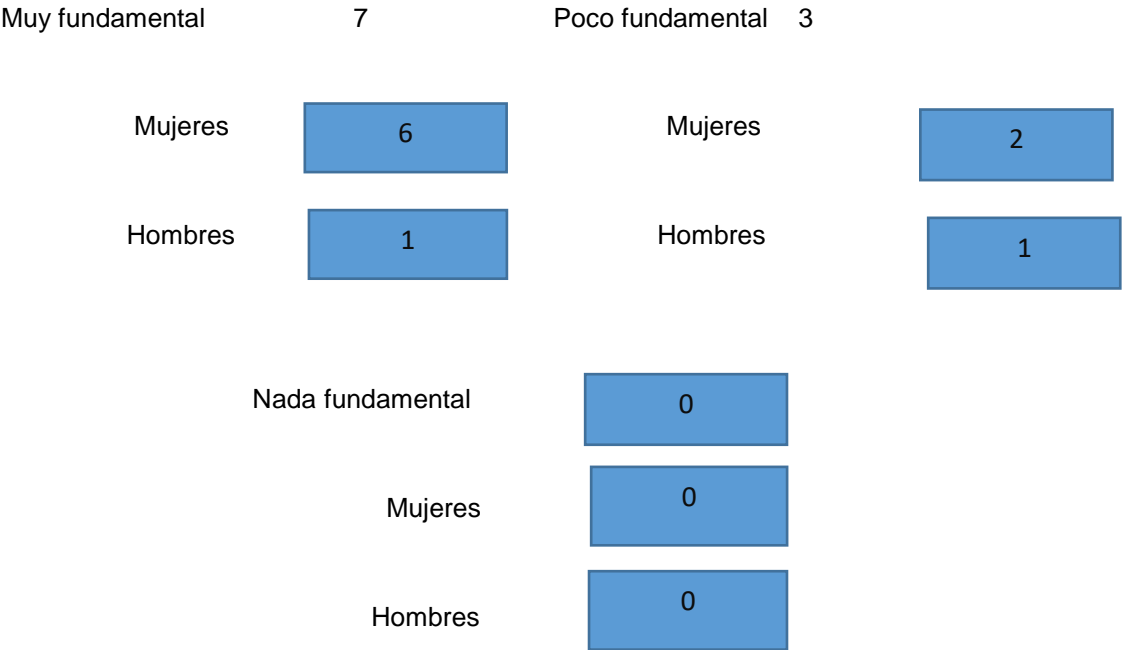 Muy fundamental 7 Poco fundamental 3
Mujeres 6 Mujeres 2
Hombres 1 Hombres 1
Nada fundamental 0
Mujeres 0
Hombres 0